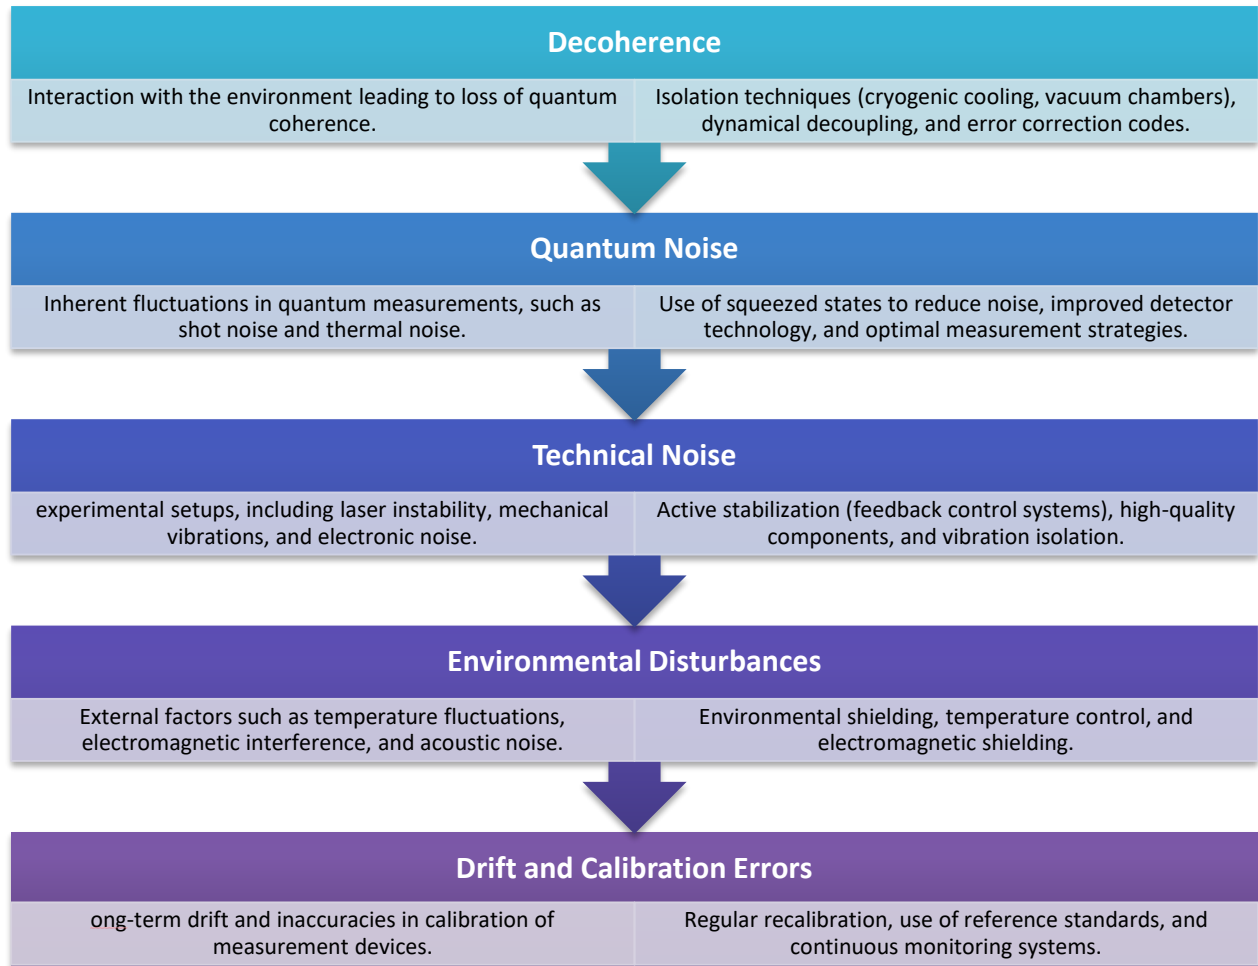 Decoherence
Interaction with the environment leading to loss of quantum
coherence.
Isolation techniques (cryogenic cooling, vacuum chambers),
dynamical decoupling, and error correction codes.
Quantum Noise
Inherent fluctuations in quantum measurements, such as
shot noise and thermal noise.
Use of squeezed states to reduce noise, improved detector
technology, and optimal measurement strategies.
Technical Noise
experimental setups, including laser instability, mechanical
vibrations, and electronic noise.
Active stabilization (feedback control systems), high-quality
components, and vibration isolation.
Environmental Disturbances
External factors such as temperature fluctuations,
electromagnetic interference, and acoustic noise.
Environmental shielding, temperature control, and
electromagnetic shielding.
Drift and Calibration Errors
ong-term drift and inaccuracies in calibration of
measurement devices.
Regular recalibration, use of reference standards, and
continuous monitoring systems.